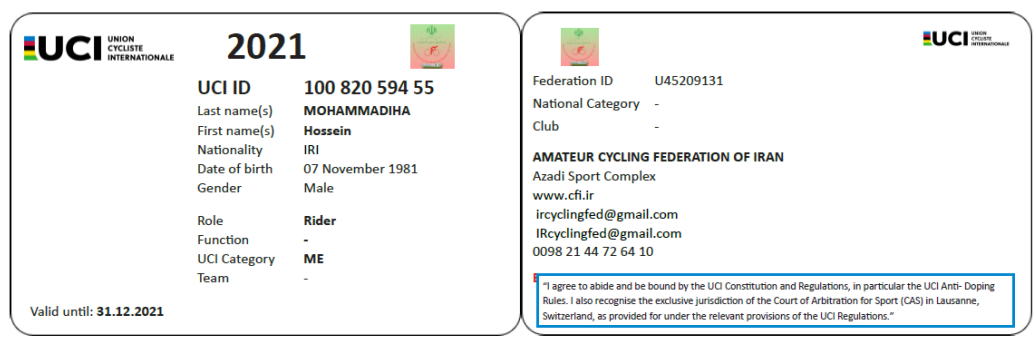 UCI UNION
CYCLISTE
INTERNATIONALE
2021
UCI ID 100 820 594 55
Last name(s) MOHAMMADIHA
First name(s) Hossein
Nationality IRI
Date of birth 07 November 1981
Gender Male
Role Rider
Function -
UCI Category ME
Team -
Valid until: 31.12.2021
UCI UNION
CYCLISTE
INTERNATIONALE
Federation ID U45209131
National Category -
Club -
AMATEUR CYCLING FEDERATION OF IRAN
Azadi Sport Complex
www.cfi.ir
ircyclingfed@gmail.com
IRcyclingfed@gmail.com
0098 21 44 72 64 10
“I agree to abide and be bound by the UCI Constitution and Regulations, in particular the UCI Anti- Doping
Rules. I also recognise the exclusive jurisdiction of the Court of Arbitration for Sport (CAS) in Lausanne,
Switzerland, as provided for under the relevant provisions of the UCI Regulations.”